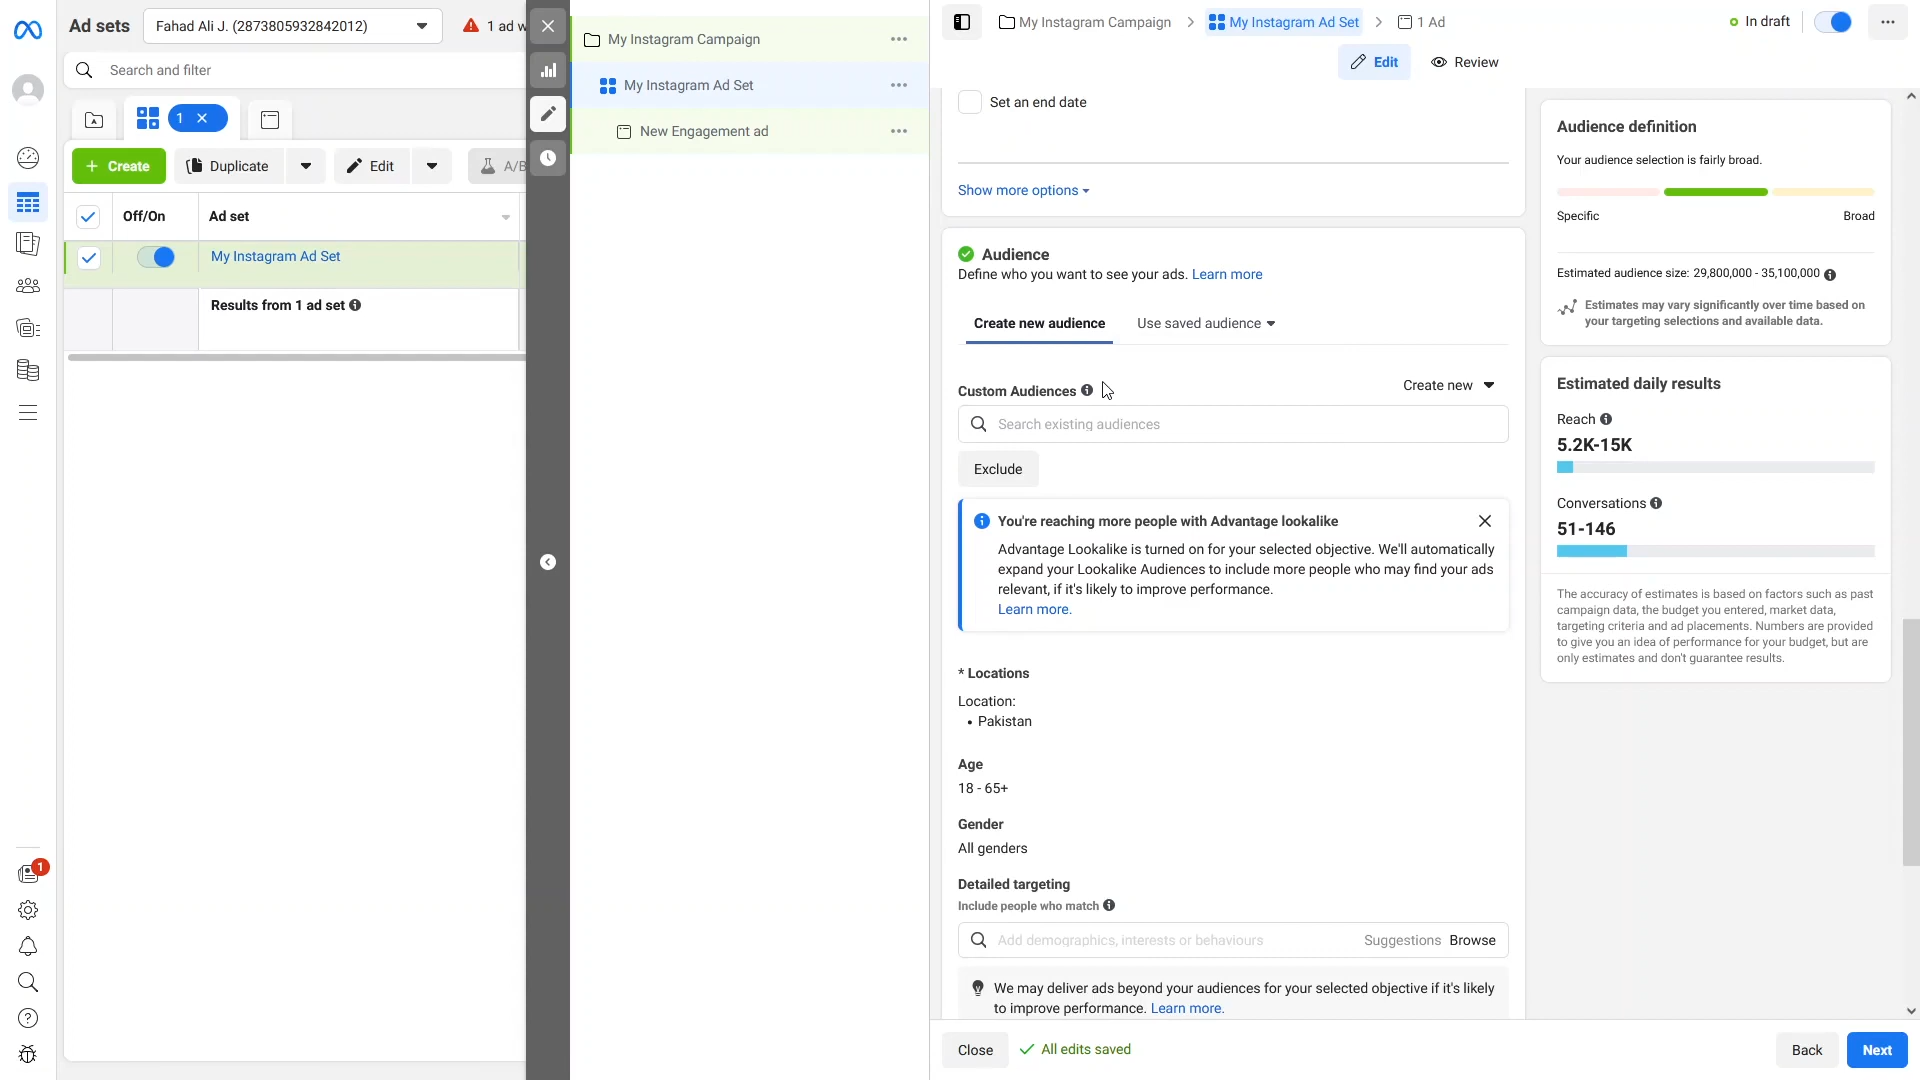 Ad sets
Fahad Ali J. (2873805932842012)
1 ad w
Search and filter
1
Create
Duplicate
Edit
A/B
Off/On
Ad set
My Instagram Ad Set
Results from 1 ad set
1
My Instagram Campaign
My Instagram Ad Set
New Engagement ad
My Instagram Campaign
My Instagram Ad Set
1 Ad
In draft
Edit
Review
Set an end date
Show more options
Audience
Define who you want to see your ads. Learn more
Create new audience
Use saved audience
Custom Audiences
Create new
Search existing audiences
Exclude
You're reaching more people with Advantage lookalike
Advantage Lookalike is turned on for your selected objective. We'll automatically
expand your Lookalike Audiences to include more people who may find your ads
relevant, if it's likely to improve performance.
Learn more.
* Locations
Location:
• Pakistan
Age
18 - 65+
Gender
All genders
Detailed targeting
Include people who match
Add demographics, interests or behaviours
Suggestions
Browse
We may deliver ads beyond your audiences for your selected objective if it's likely
to improve performance. Learn more.
Close
All edits saved
Back
Next
Audience definition
Your audience selection is fairly broad.
Specific
Broad
Estimated audience size: 29,800,000 - 35,100,000
Estimates may vary significantly over time based on
your targeting selections and available data.
Estimated daily results
Reach
5.2K-15K
Conversations
51-146
The accuracy of estimates is based on factors such as past
campaign data, the budget you entered, market data,
targeting criteria and ad placements. Numbers are provided
to give you an idea of performance for your budget, but are
only estimates and don't guarantee results.